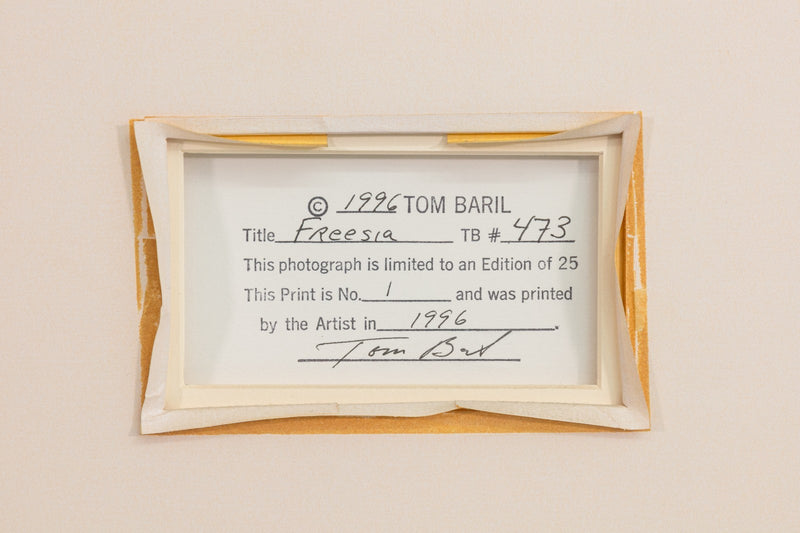 © 1996 TOM BARIL
Title Freesia TB # 473
This photograph is limited to an Edition of 25
This Print is No. 1 and was printed
by the Artist in 1996.
Tom Baril